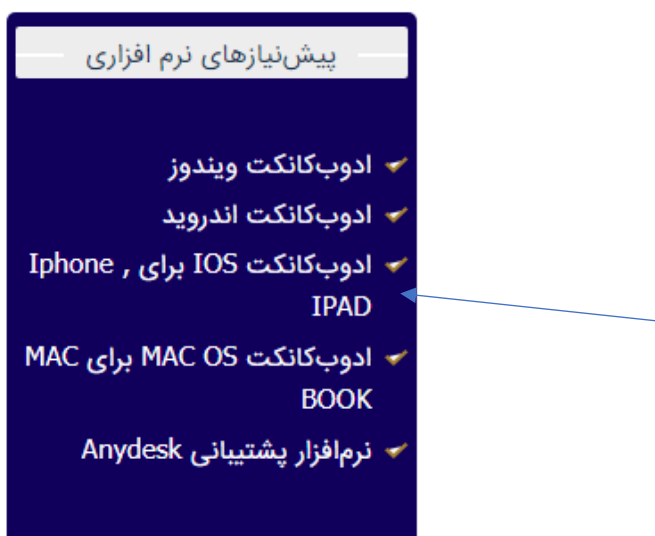 پیش‌نیازهای نرم افزاری
ادوب‌کانکت ویندوز
ادوب‌کانکت اندروید
ادوب‌کانکت IOS برای Iphone ,
IPAD
ادوب‌کانکت MAC OS برای MAC
BOOK
نرم‌افزار پشتیبانی Anydesk